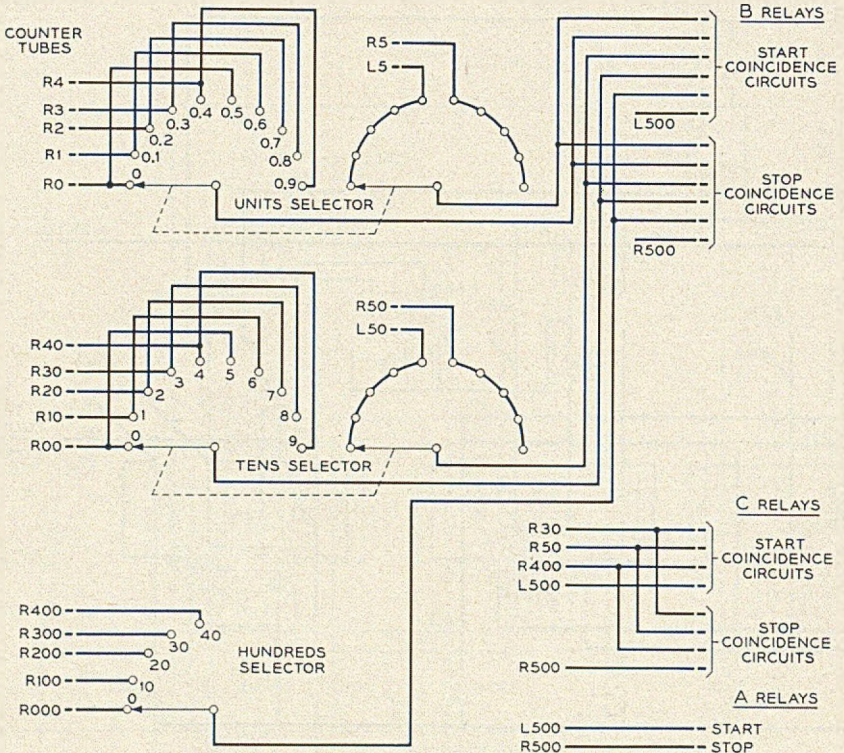 COUNTER
TUBES
R4
R3
R2
R1
R0
0
0.1
0.2
0.3
0.4
0.5
0.6
0.7
0.8
0.9
UNITS SELECTOR
R5
L5
B RELAYS
START
COINCIDENCE
CIRCUITS
L500
STOP
COINCIDENCE
CIRCUITS
R500
R40
R30
R20
R10
R00
0
1
2
3
4
5
6
7
8
9
TENS SELECTOR
R50
L50
R400
R300
R200
R100
R000
0
10
20
30
40
HUNDREDS
SELECTOR
C RELAYS
R30
R50
R400
L500
START
COINCIDENCE
CIRCUITS
STOP
COINCIDENCE
CIRCUITS
R500
A RELAYS
L500 START
R500 STOP